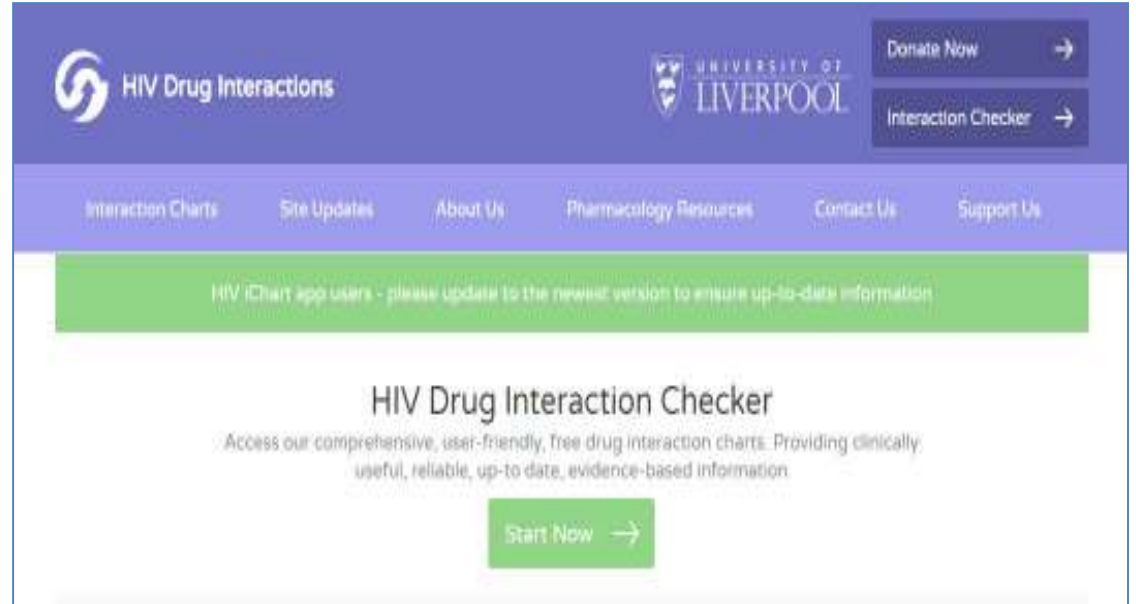 HIV Drug Interactions
UNIVERSITY OF
LIVERPOOL
Donate Now
Interaction Checker
Interaction Charts Site Updates About Us Pharmacology Resources Contact Us Support Us
HIV iChart app users - please update to the newest version to ensure up-to-date information
HIV Drug Interaction Checker
Access our comprehensive, user-friendly, free drug interaction charts. Providing clinically
useful, reliable, up-to date, evidence-based information
Start Now